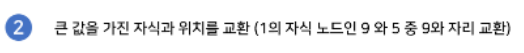 2 큰 값을 가진 자식과 위치를 교환 (1의 자식 노드인 9 와 5 중 9와 자리 교환)